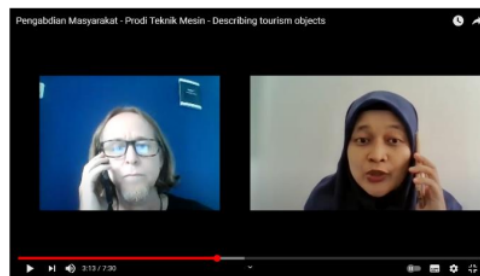 Pengabdian Masyarakat - Prodi Teknik Mesin - Describing tourism objects
3:13 / 7:30